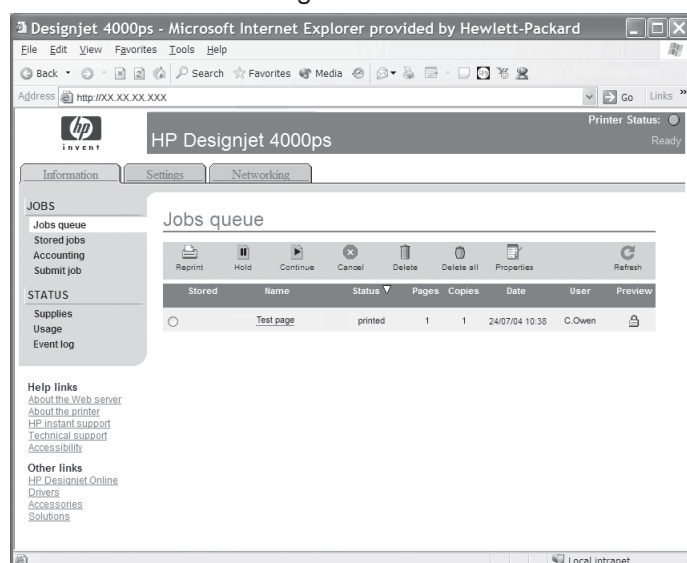 Designjet 4000ps - Microsoft Internet Explorer provided by Hewlett-Packard
File Edit View Favorites Tools Help
Back Search Favorites Media
Address http://XX.XX.XX.XXX Go Links »
hp
invent
HP Designjet 4000ps
Printer Status:
Ready
Information Settings Networking
JOBS
Jobs queue
Stored jobs
Accounting
Submit job
STATUS
Supplies
Usage
Event log
Help links
About the Web server
About the printer
HP instant support
Technical support
Accessibility
Other links
HP Designjet Online
Drivers
Accessories
Solutions
Jobs queue
Reprint Hold Continue Cancel Delete Delete all Properties Refresh
Stored Name Status Pages Copies Date User Preview
Test page printed 1 1 24/07/04 10:38 C.Owen
Local intranet